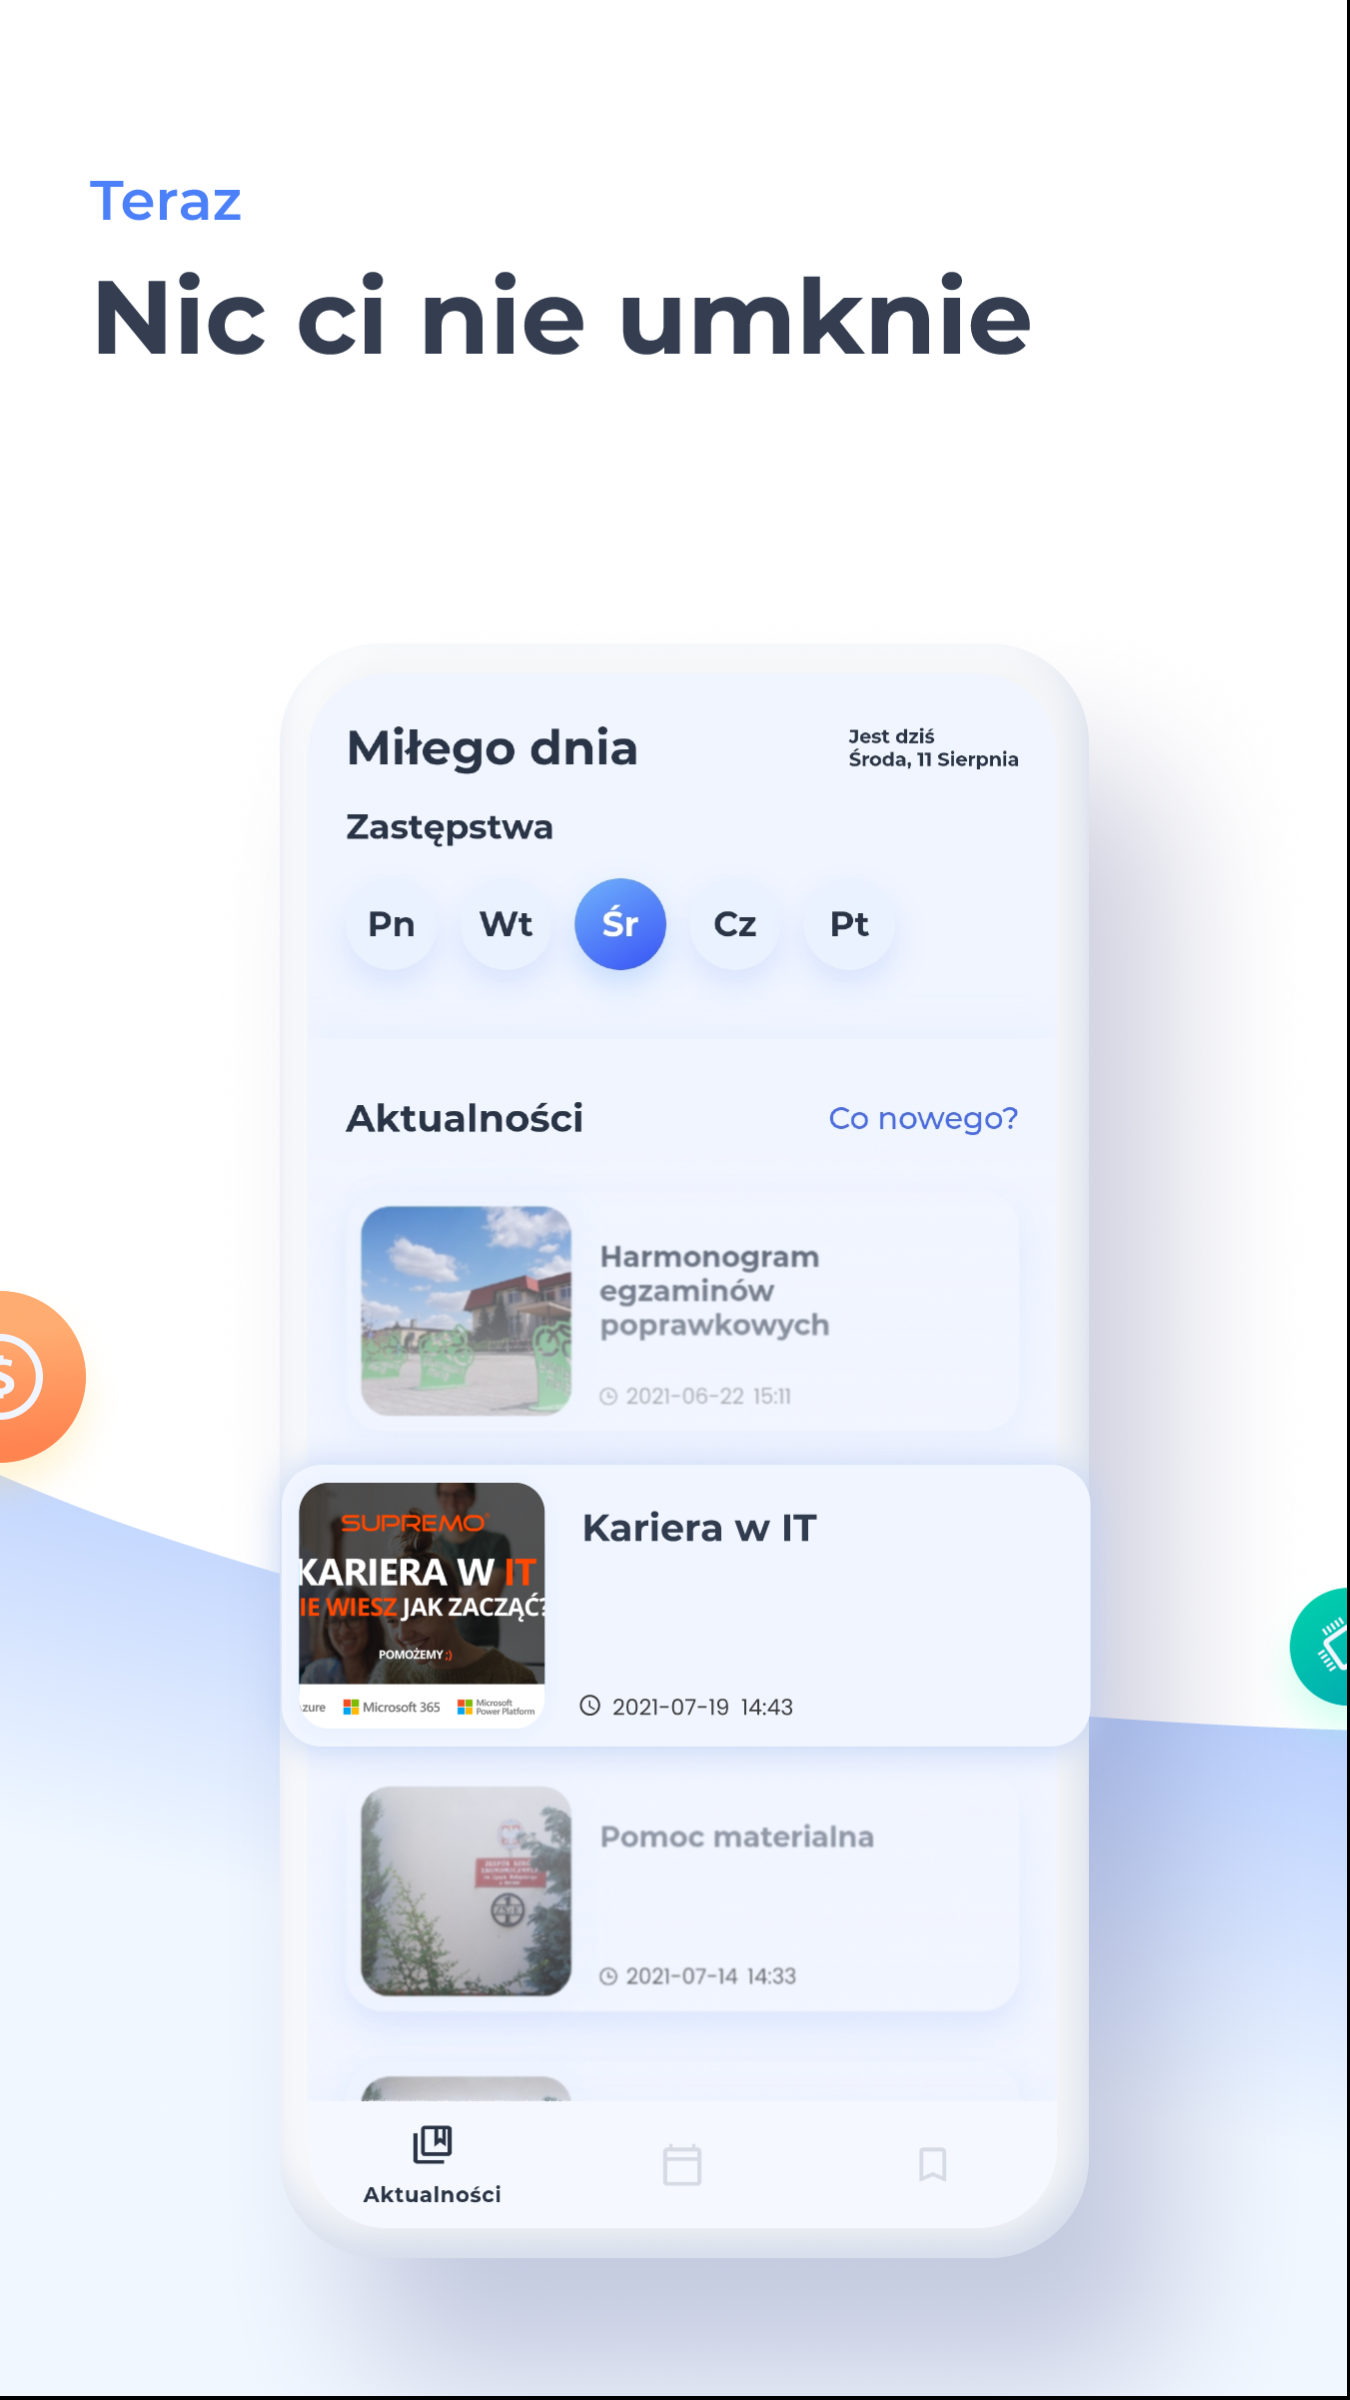 Teraz
Nic ci nie umknie
Miłego dnia
Jest dziś
Środa, 11 Sierpnia
Zastępstwa
Pn Wt Śr Cz Pt
Aktualności
Co nowego?
Harmonogram
egzaminów
poprawkowych
2021-06-22 15:11
$
SUPREMO
KARIERA W IT
IE WIESZ JAK ZACZĄĆ?
POMOŻEMY ;)
zure Microsoft 365 Microsoft
Power Platform
Kariera w IT
2021-07-19 14:43
Pomoc materialna
2021-07-14 14:33
Aktualności